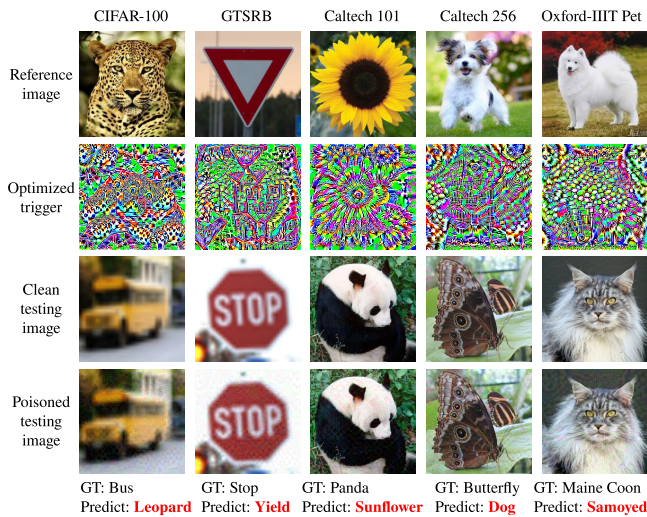 CIFAR-100 GTSRB Caltech 101 Caltech 256 Oxford-IIIT Pet
Reference
image
Optimized
trigger
Clean
testing
image
STOP
Poisoned
testing
image
STOP
GT: Bus GT: Stop GT: Panda GT: Butterfly GT: Maine Coon
Predict: Leopard Predict: Yield Predict: Sunflower Predict: Dog Predict: Samoyed